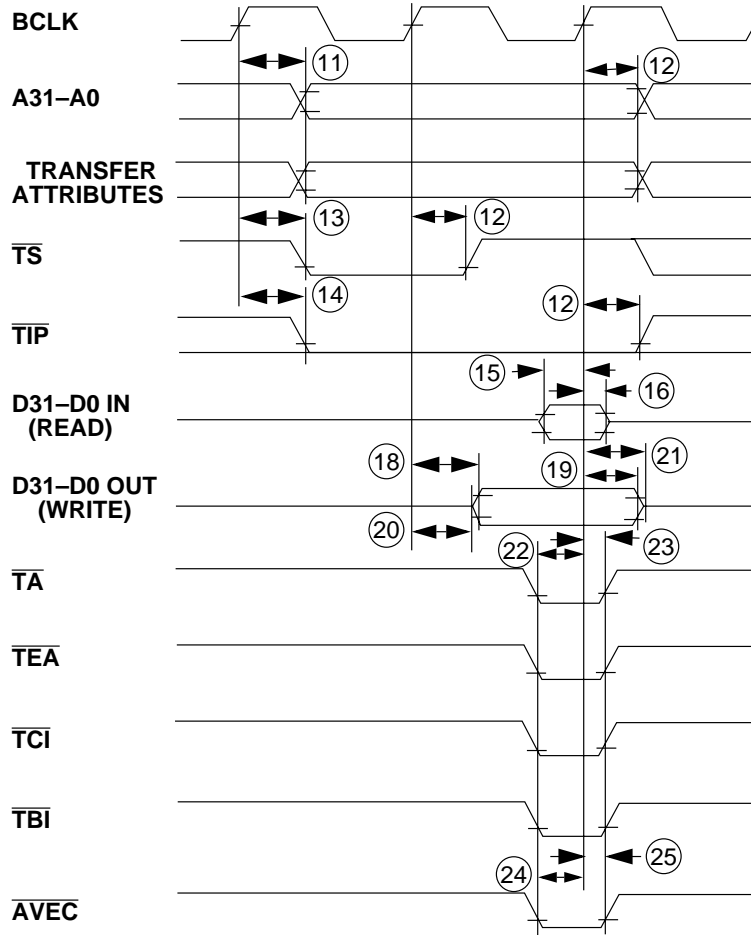 BCLK
11
12
A31–A0
TRANSFER
ATTRIBUTES
13
12
TS
14
12
TIP
15
16
D31–D0 IN
(READ)
18
19
21
D31–D0 OUT
(WRITE)
20
22
23
TA
TEA
TCI
TBI
24
25
AVEC